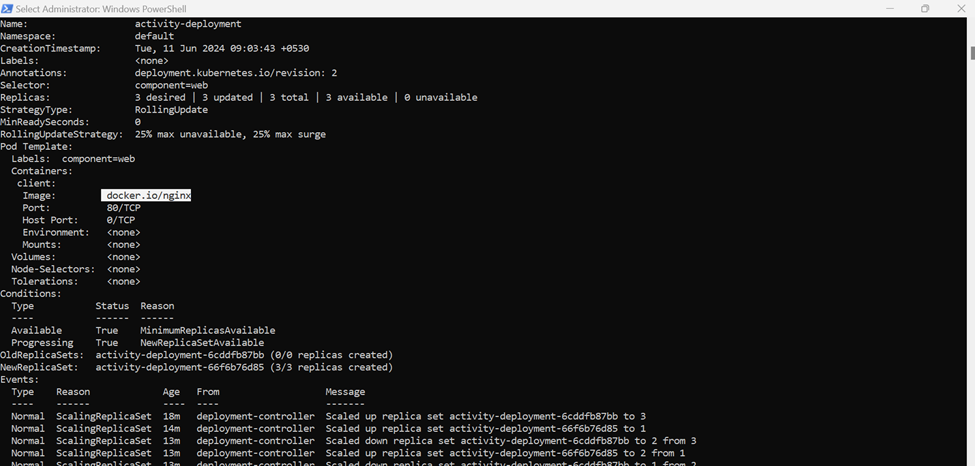 Select Administrator: Windows PowerShell
Name:                   activity-deployment
Namespace:              default
CreationTimestamp:      Tue, 11 Jun 2024 09:03:43 +0530
Labels:                 <none>
Annotations:            deployment.kubernetes.io/revision: 2
Selector:               component=web
Replicas:               3 desired | 3 updated | 3 total | 3 available | 0 unavailable
StrategyType:           RollingUpdate
MinReadySeconds:        0
RollingUpdateStrategy:  25% max unavailable, 25% max surge
Pod Template:
  Labels:  component=web
  Containers:
   client:
    Image:         docker.io/nginx
    Port:          80/TCP
    Host Port:     0/TCP
    Environment:   <none>
    Mounts:        <none>
  Volumes:         <none>
  Node-Selectors:  <none>
  Tolerations:     <none>
Conditions:
  Type           Status  Reason
  ----           ------  ------
  Available      True    MinimumReplicasAvailable
  Progressing    True    NewReplicaSetAvailable
OldReplicaSets:  activity-deployment-6cddfb87bb (0/0 replicas created)
NewReplicaSet:   activity-deployment-66f6b76d85 (3/3 replicas created)
Events:
  Type    Reason             Age   From                   Message
  ----    ------             ----  ----                   -------
  Normal  ScalingReplicaSet  18m   deployment-controller  Scaled up replica set activity-deployment-6cddfb87bb to 3
  Normal  ScalingReplicaSet  14m   deployment-controller  Scaled up replica set activity-deployment-66f6b76d85 to 1
  Normal  ScalingReplicaSet  13m   deployment-controller  Scaled down replica set activity-deployment-6cddfb87bb to 2 from 3
  Normal  ScalingReplicaSet  13m   deployment-controller  Scaled up replica set activity-deployment-66f6b76d85 to 2 from 1
  Normal  ScalingReplicaSet  13m   deployment-controller  Scaled down replica set activity-deployment-6cddfb87bb to 1 from 2